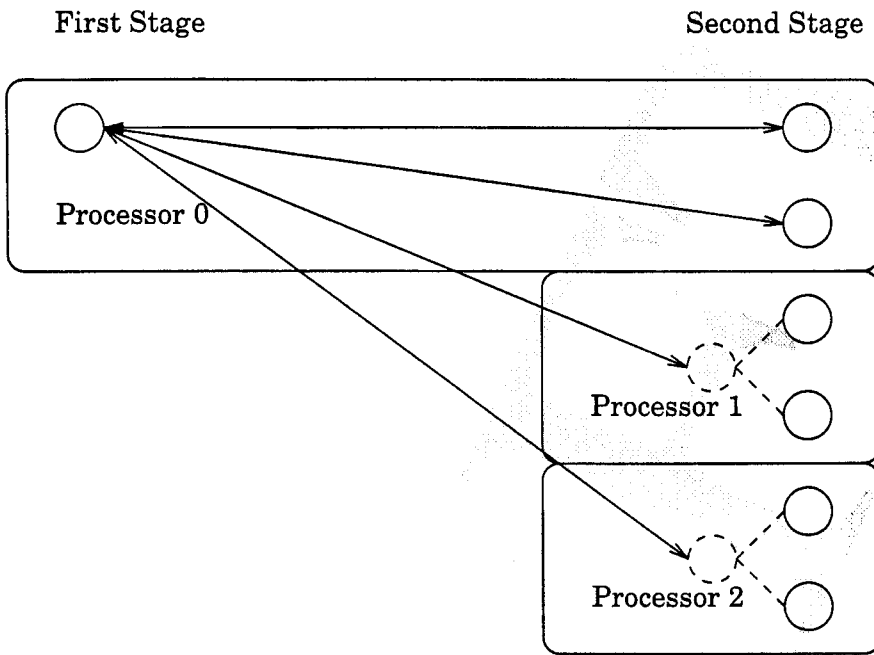 First Stage
Second Stage
Processor 0
Processor 1
Processor 2